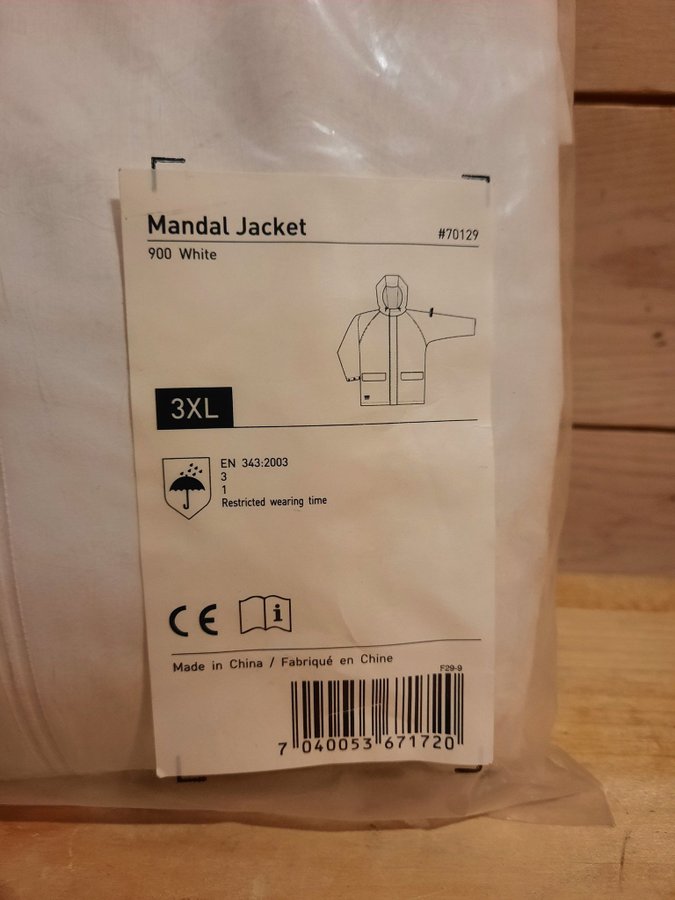 Mandal Jacket
#70129
900 White
3XL
EN 343:2003
3
1
Restricted wearing time
CE
i
Made in China / Fabriqué en Chine
F29-9
7 040053 671720